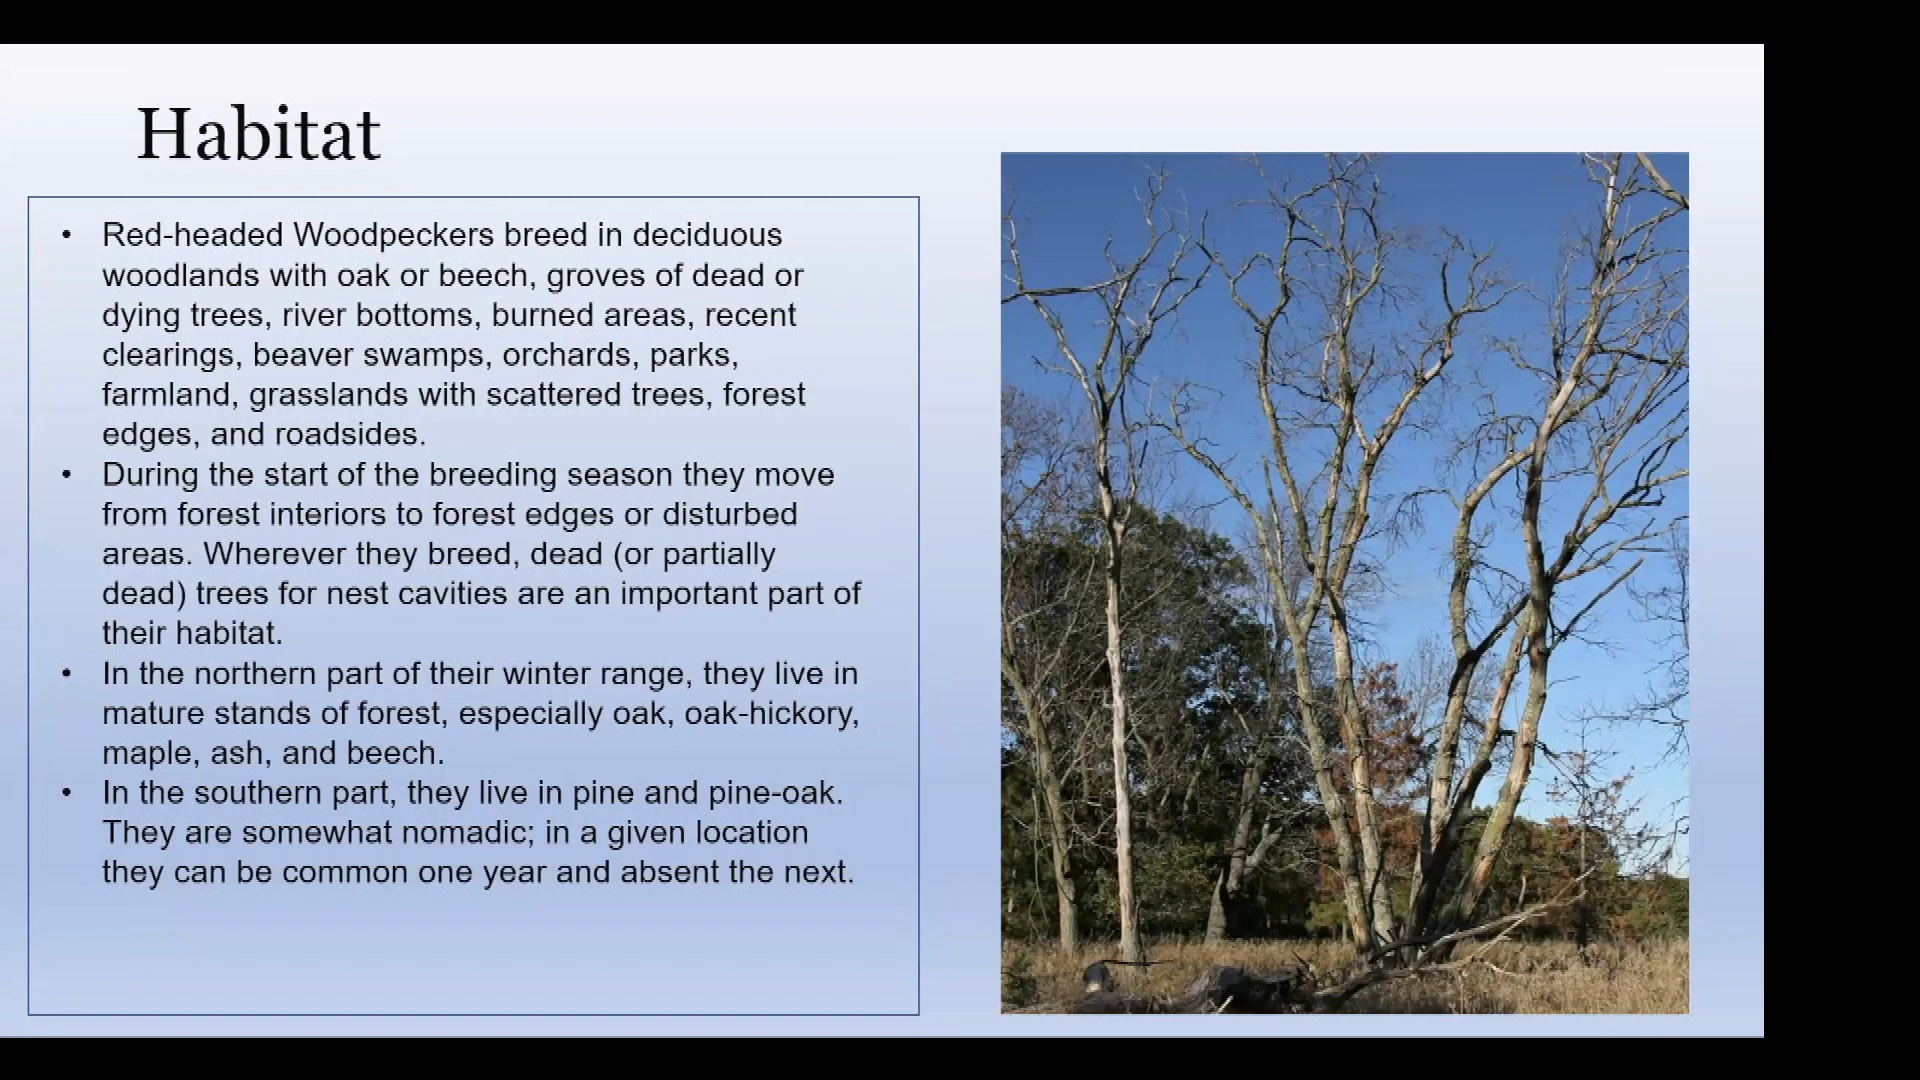 Habitat
• Red-headed Woodpeckers breed in deciduous
woodlands with oak or beech, groves of dead or
dying trees, river bottoms, burned areas, recent
clearings, beaver swamps, orchards, parks,
farmland, grasslands with scattered trees, forest
edges, and roadsides.
• During the start of the breeding season they move
from forest interiors to forest edges or disturbed
areas. Wherever they breed, dead (or partially
dead) trees for nest cavities are an important part of
their habitat.
• In the northern part of their winter range, they live in
mature stands of forest, especially oak, oak-hickory,
maple, ash, and beech.
• In the southern part, they live in pine and pine-oak.
They are somewhat nomadic; in a given location
they can be common one year and absent the next.